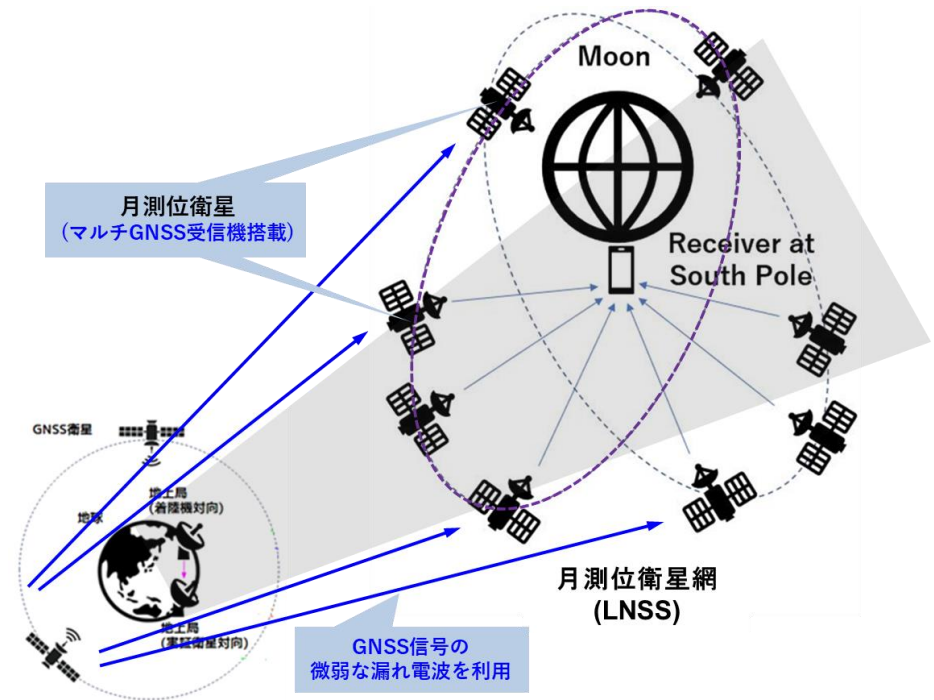 Moon
月測位衛星
(マルチGNSS受信機搭載)
Receiver at
South Pole
GNSS衛星
地球
地上局
(着陸機対向)
地上局
(実証衛星対向)
月測位衛星網
(LNSS)
GNSS信号の
微弱な漏れ電波を利用